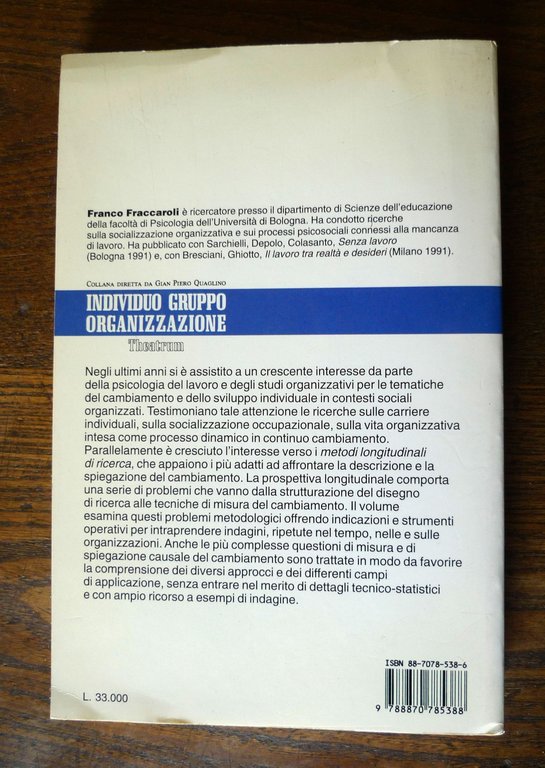 Franco Fraccaroli è ricercatore presso il dipartimento di Scienze dell'educazione
della facoltà di Psicologia dell'Università di Bologna. Ha condotto ricerche
sulla socializzazione organizzativa e sui processi psicosociali connessi alla mancanza
di lavoro. Ha pubblicato con Sarchielli, Depolo, Colasanto, Senza lavoro
(Bologna 1991) e, con Bresciani, Ghiotto, Il lavoro tra realtà e desideri (Milano 1991).
Collana diretta da Gian Piero Quaglino
INDIVIDUO GRUPPO
ORGANIZZAZIONE
Theatrum
Negli ultimi anni si è assistito a un crescente interesse da parte
della psicologia del lavoro e degli studi organizzativi per le tematiche
del cambiamento e dello sviluppo individuale in contesti sociali
organizzati. Testimoniano tale attenzione le ricerche sulle carriere
individuali, sulla socializzazione occupazionale, sulla vita organizzativa
intesa come processo dinamico in continuo cambiamento.
Parallelamente è cresciuto l'interesse verso i metodi longitudinali
di ricerca, che appaiono i più adatti ad affrontare la descrizione e la
spiegazione del cambiamento. La prospettiva longitudinale comporta
una serie di problemi che vanno dalla strutturazione del disegno
di ricerca alle tecniche di misura del cambiamento. Il volume
esamina questi problemi metodologici offrendo indicazioni e strumenti
operativi per intraprendere indagini, ripetute nel tempo, nelle e sulle
organizzazioni. Anche le più complesse questioni di misura e di
spiegazione causale del cambiamento sono trattate in modo da favorire
la comprensione dei diversi approcci e dei differenti campi
di applicazione, senza entrare nel merito di dettagli tecnico-statistici
e con ampio ricorso a esempi di indagine.
ISBN 88-7078-538-6
9 788870 785388
L. 33.000